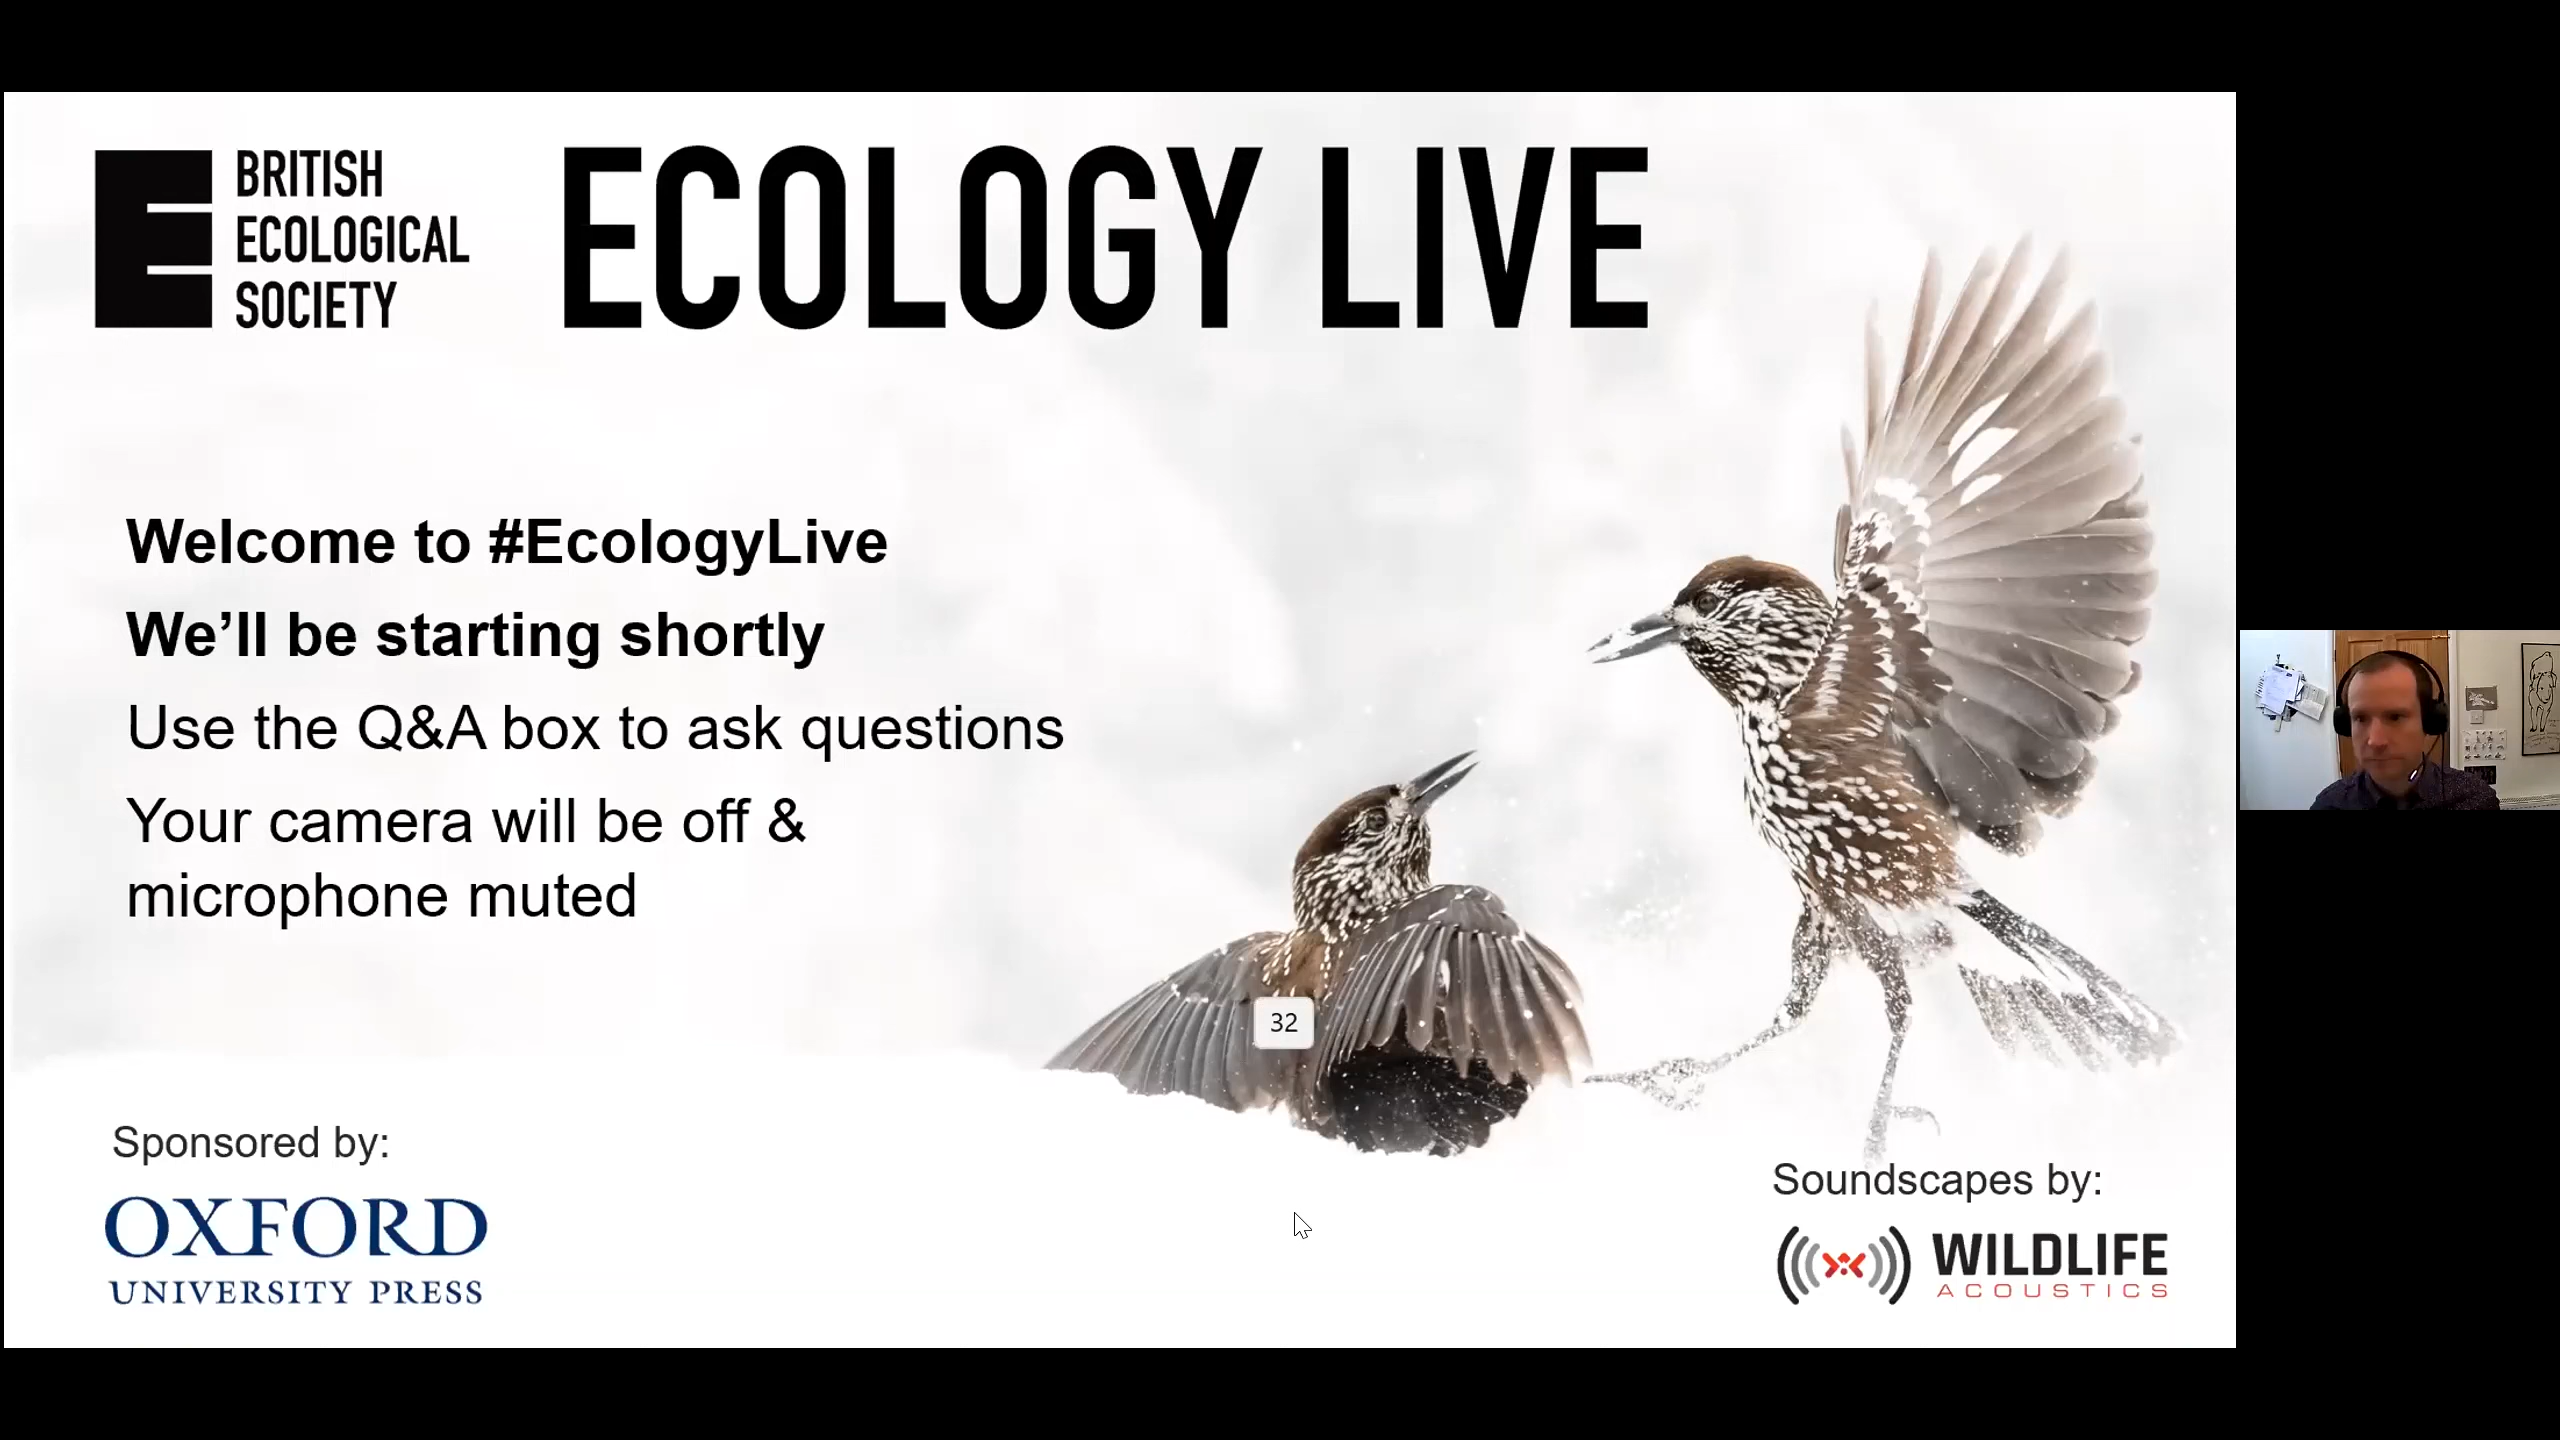 BRITISH
ECOLOGICAL
SOCIETY
ECOLOGY LIVE
Welcome to #EcologyLive
We’ll be starting shortly
Use the Q&A box to ask questions
Your camera will be off &
microphone muted
32
Sponsored by:
OXFORD
UNIVERSITY PRESS
Soundscapes by:
WILDLIFE
ACOUSTICS